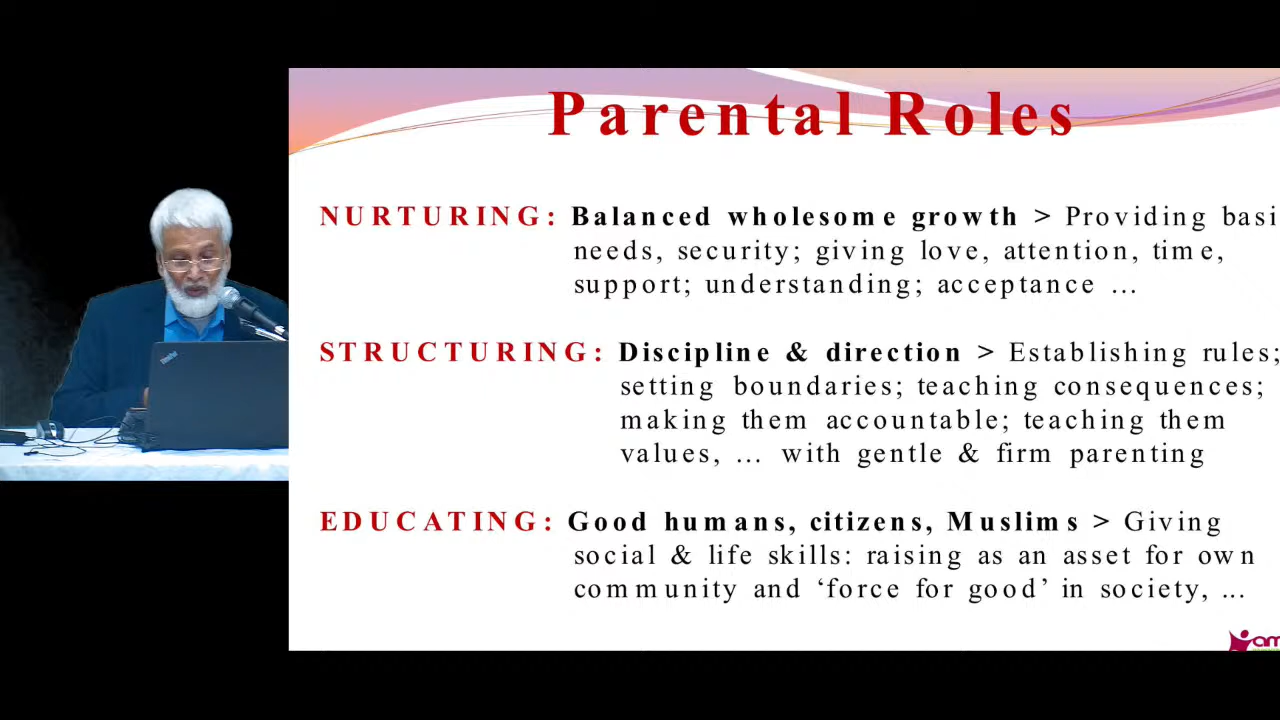 Parental Roles
NURTURING: Balanced wholesome growth > Providing basi
needs, security; giving love, attention, time,
support; understanding; acceptance ...
STRUCTURING: Discipline & direction > Establishing rules;
setting boundaries; teaching consequences;
making them accountable; teaching them
values, ... with gentle & firm parenting
EDUCATING: Good humans, citizens, Muslims > Giving
social & life skills: raising as an asset for own
community and ‘force for good’ in society, ...
am
ThinkPad